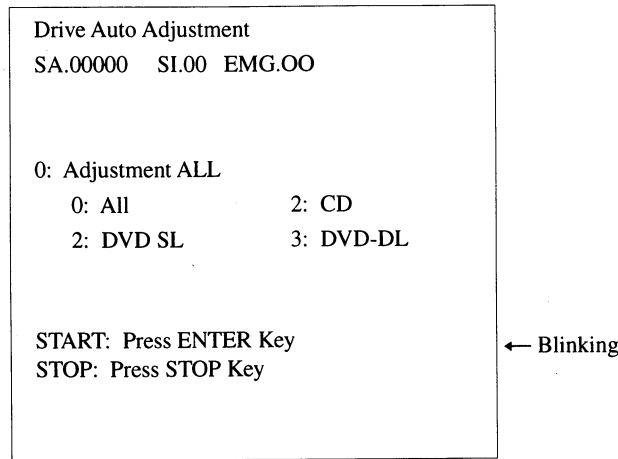 Drive Auto Adjustment
SA.00000 SI.00 EMG.OO
0: Adjustment ALL
0: All 2: CD
2: DVD SL 3: DVD-DL
START: Press ENTER Key ← Blinking
STOP: Press STOP Key